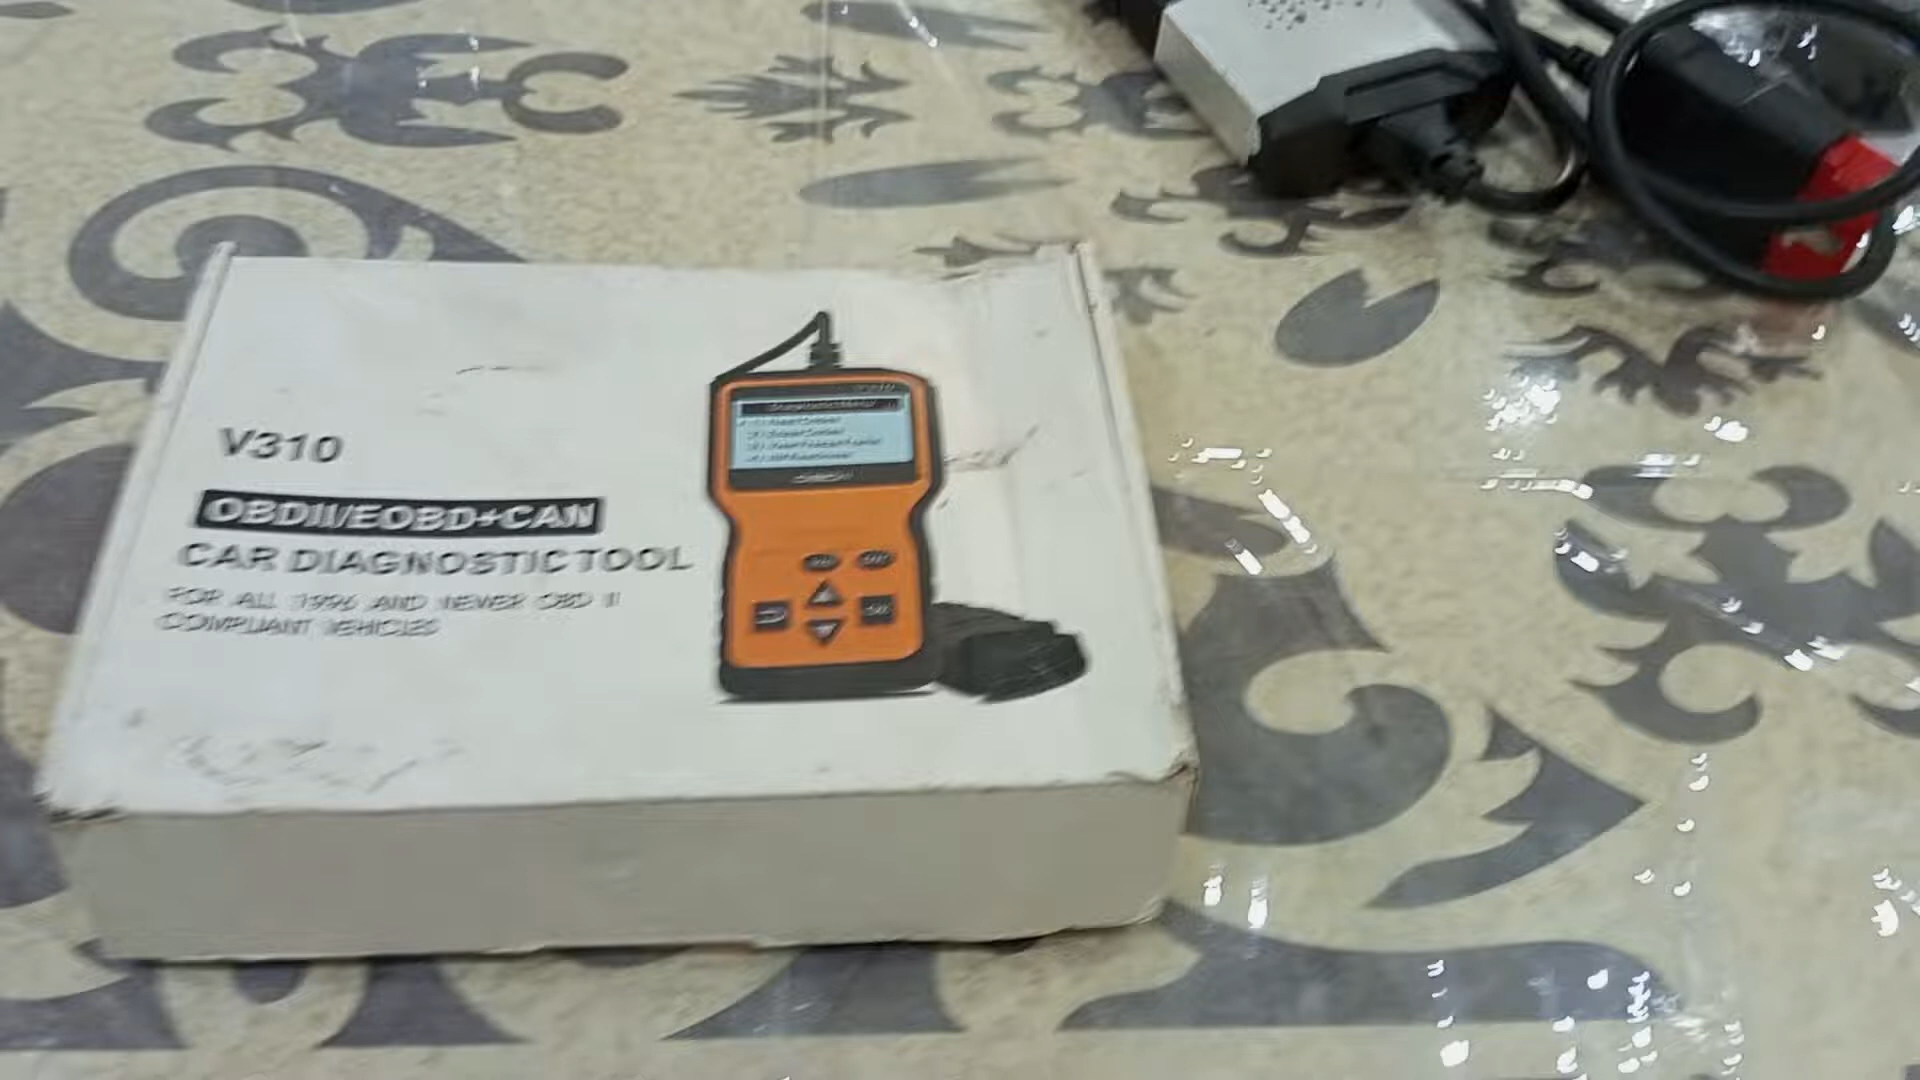 V310
OBDII/EOBD+CAN
CAR DIAGNOSTIC TOOL
FOR ALL 1996 AND NEWER OBD II
COMPLIANT VEHICLES